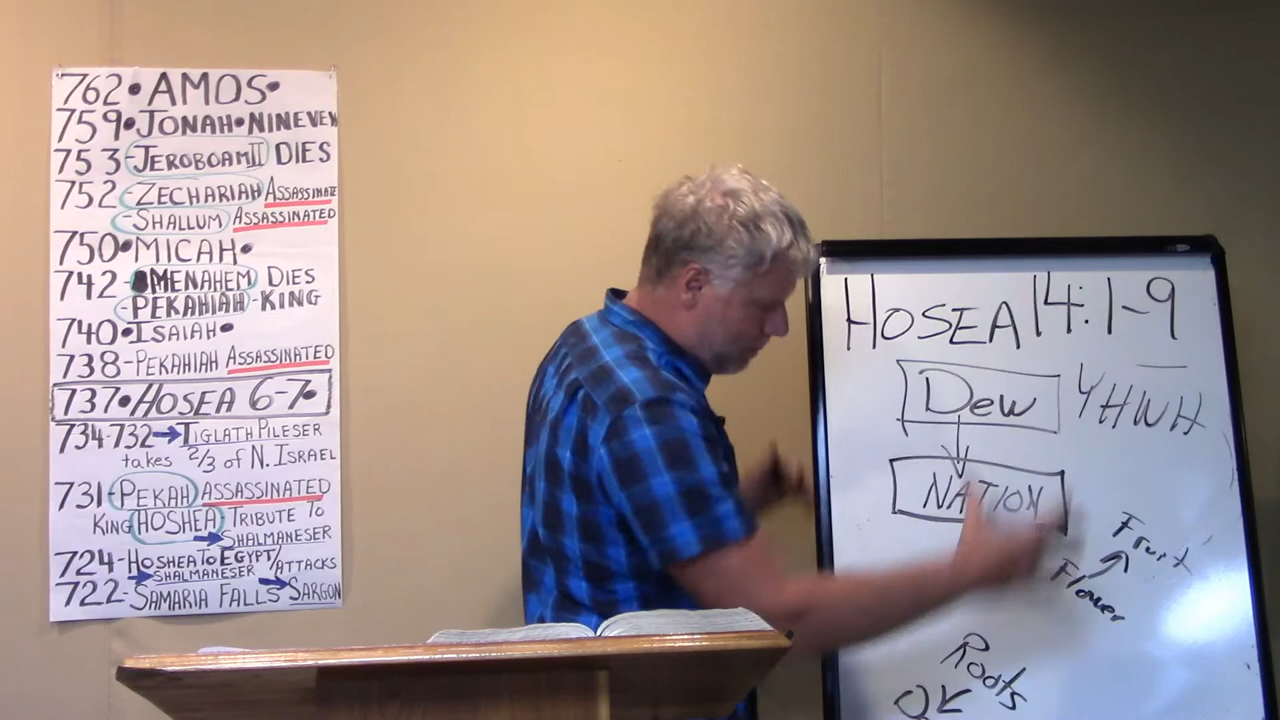 762•AMOS•
759•JONAH•NINEVEH
753-JEROBOAM II DIES
752-ZECHARIAH ASSASSINATE
-SHALLUM ASSASSINATED
750•MICAH•
742-MENAHEM DIES
-PEKAHIAH-KING
740•ISAIAH•
738-PEKAHIAH ASSASSINATED
737•HOSEA 6-7•
734-732→TIGLATH PILESER
takes 2/3 of N. ISRAEL
731-PEKAH ASSASSINATED
KING HOSHEA TRIBUTE TO
→SHALMANESER
724-HOSHEA TO EGYPT/
→SHALMANESER ATTACKS
722-SAMARIA FALLS→SARGON
HOSEA 14:1-9
Dew YHWH
NATION
Fruit
Flower
Roots